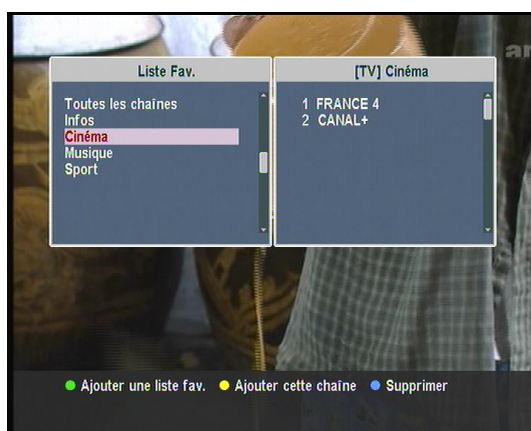 Liste Fav.
Toutes les chaînes
Infos
Cinéma
Musique
Sport
[TV] Cinéma
1 FRANCE 4
2 CANAL+
Ajouter une liste fav. Ajouter cette chaîne Supprimer